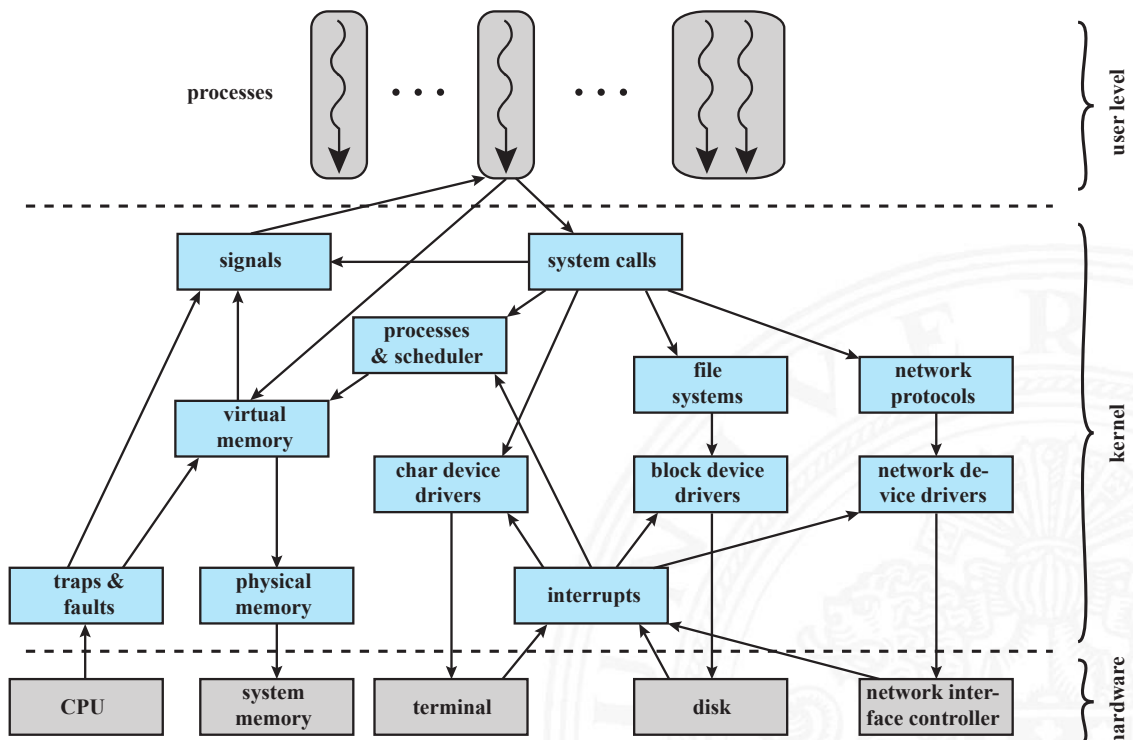 processes
user level
signals
system calls
processes
& scheduler
file
systems
network
protocols
virtual
memory
kernel
char device
drivers
block device
drivers
network de-
vice drivers
traps &
faults
physical
memory
interrupts
CPU
system
memory
terminal
disk
network inter-
face controller
hardware